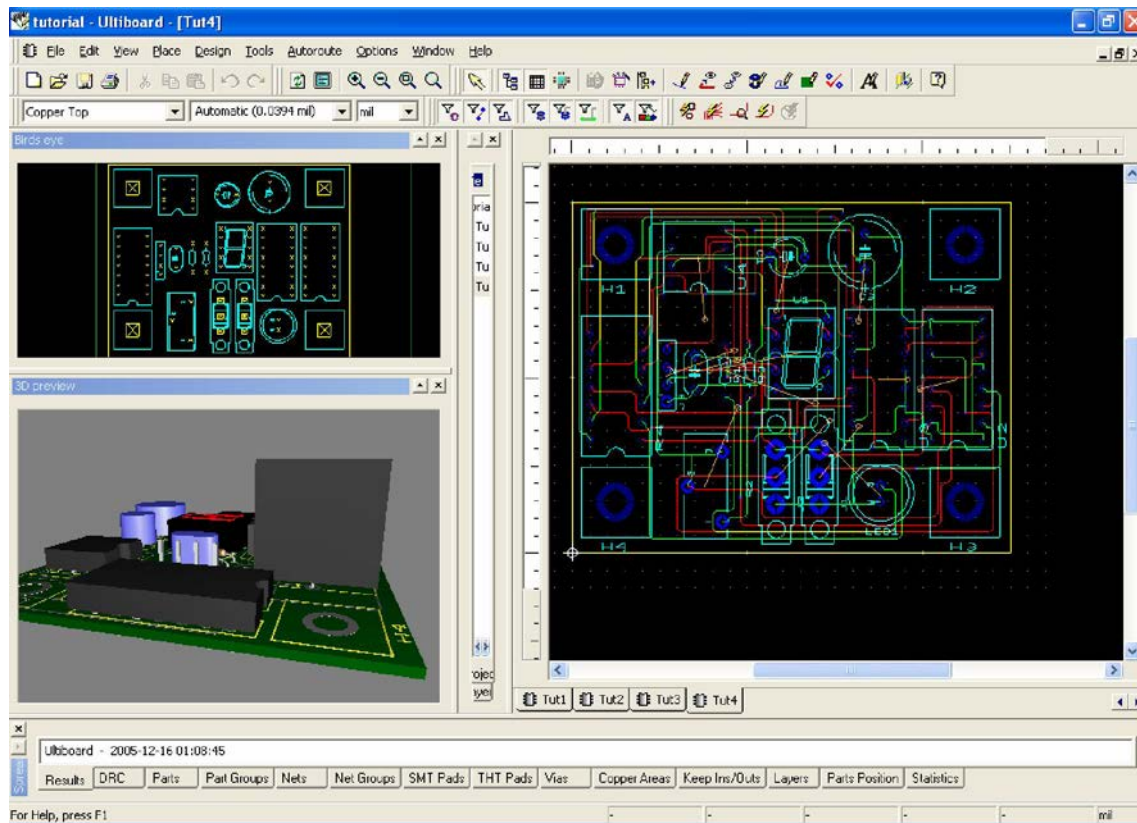 tutorial - Ultiboard - [Tut4]
File Edit View Place Design Tools Autoroute Options Window Help
Copper Top Automatic (0.0394 mil) mil
Birds eye
Tu
Tu
Tu
Tu
H1
H2
U1
3D preview
H4
H3
LED1
H4
Tut1 Tut2 Tut3 Tut4
Ultiboard - 2005-12-16 01:08:45
Results DRC Parts Part Groups Nets Net Groups SMT Pads THT Pads Vias Copper Areas Keep Ins/Outs Layers Parts Position Statistics
For Help, press F1
mil